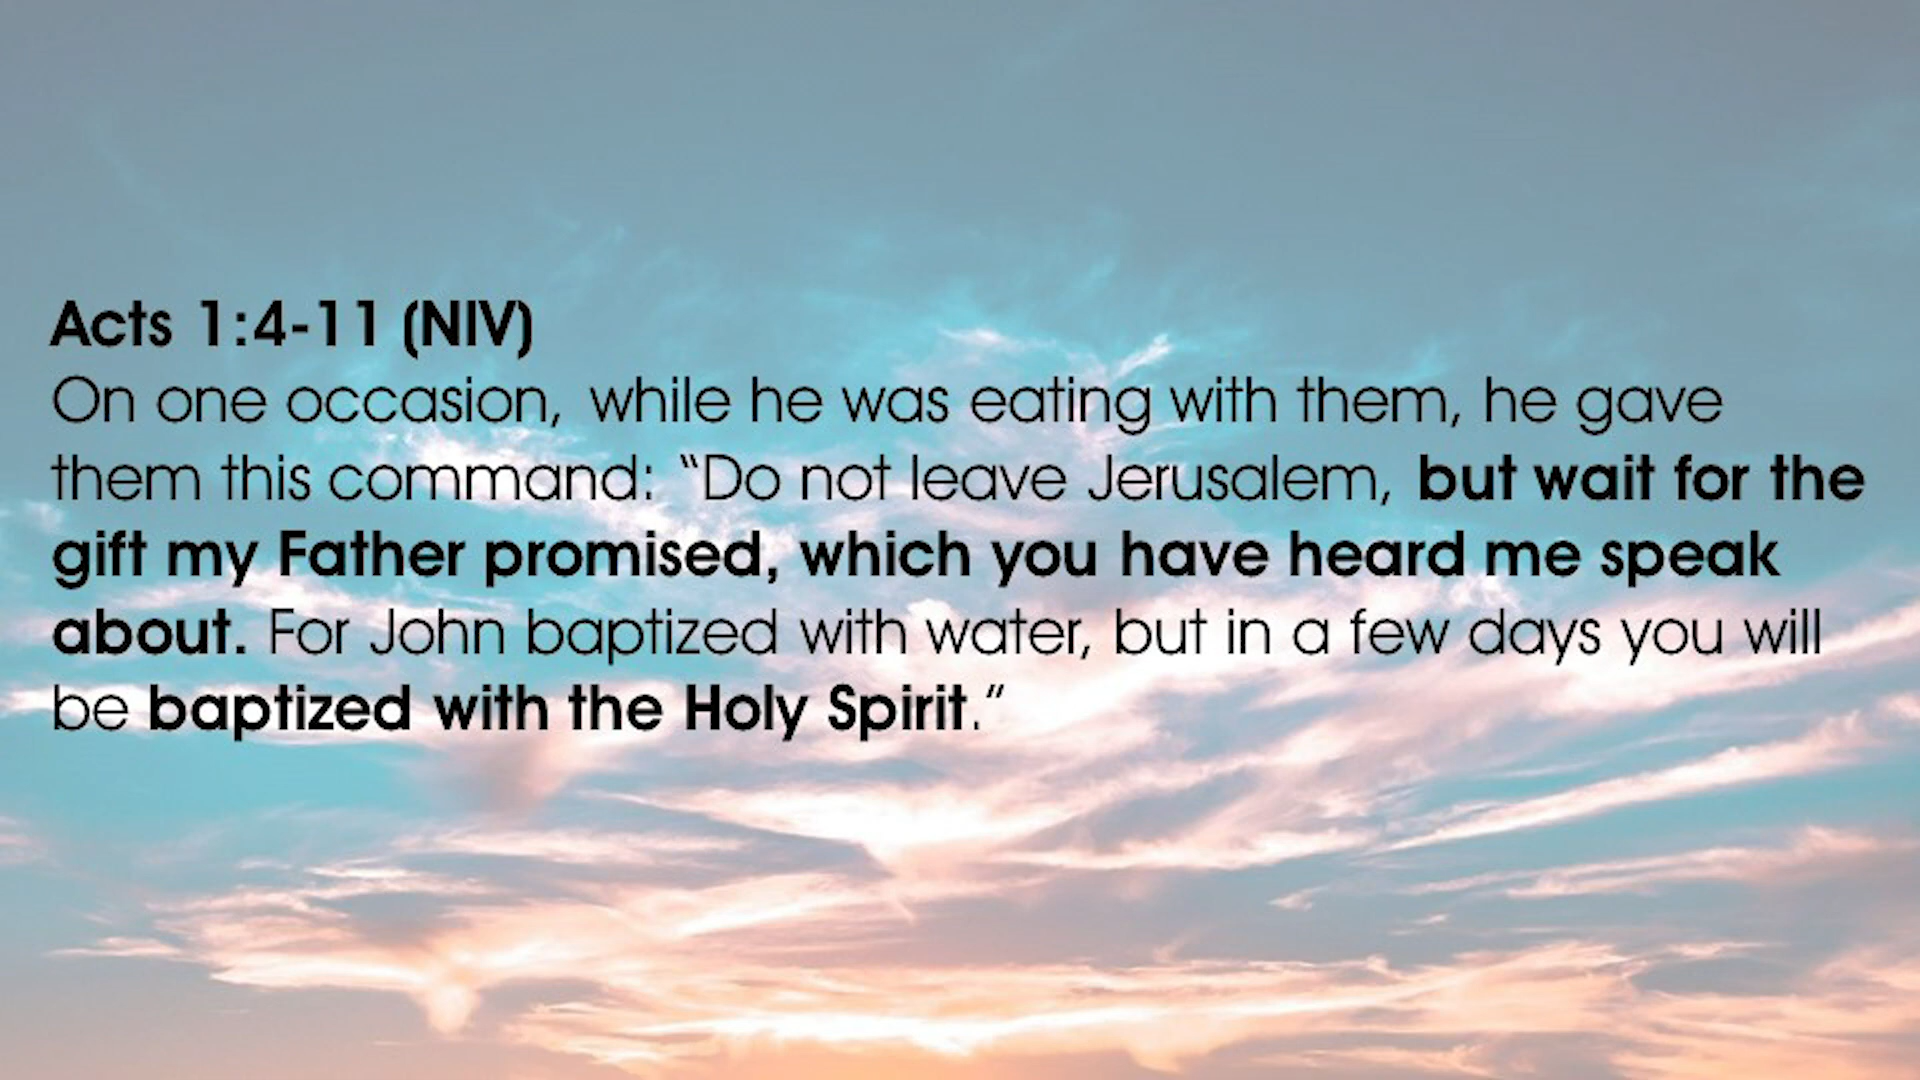 Acts 1:4-11 (NIV)
On one occasion, while he was eating with them, he gave
them this command: “Do not leave Jerusalem, but wait for the
gift my Father promised, which you have heard me speak
about. For John baptized with water, but in a few days you will
be baptized with the Holy Spirit.”